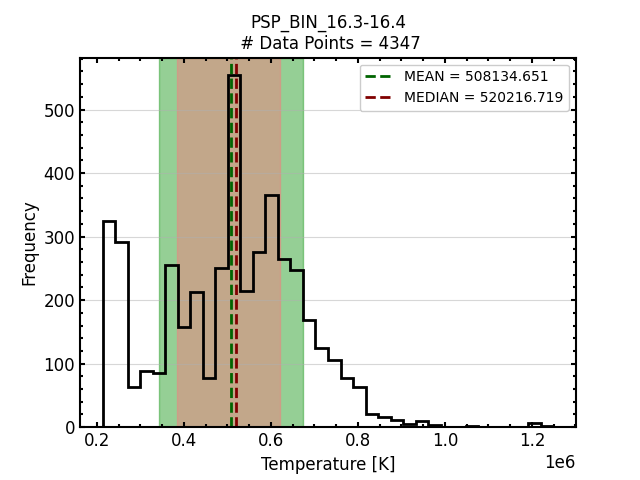 PSP_BIN_16.3-16.4
# Data Points = 4347
MEAN = 508134.651
MEDIAN = 520216.719
Frequency
500
400
300
200
100
0
0.2
0.4
0.6
0.8
1.0
1.2
1e6
Temperature [K]